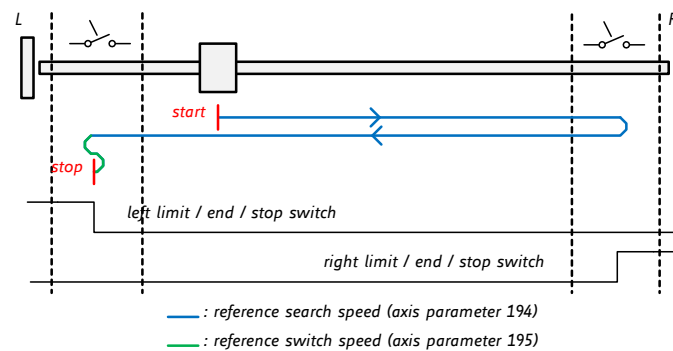 L
R
start
stop
left limit / end / stop switch
right limit / end / stop switch
: reference search speed (axis parameter 194)
: reference switch speed (axis parameter 195)